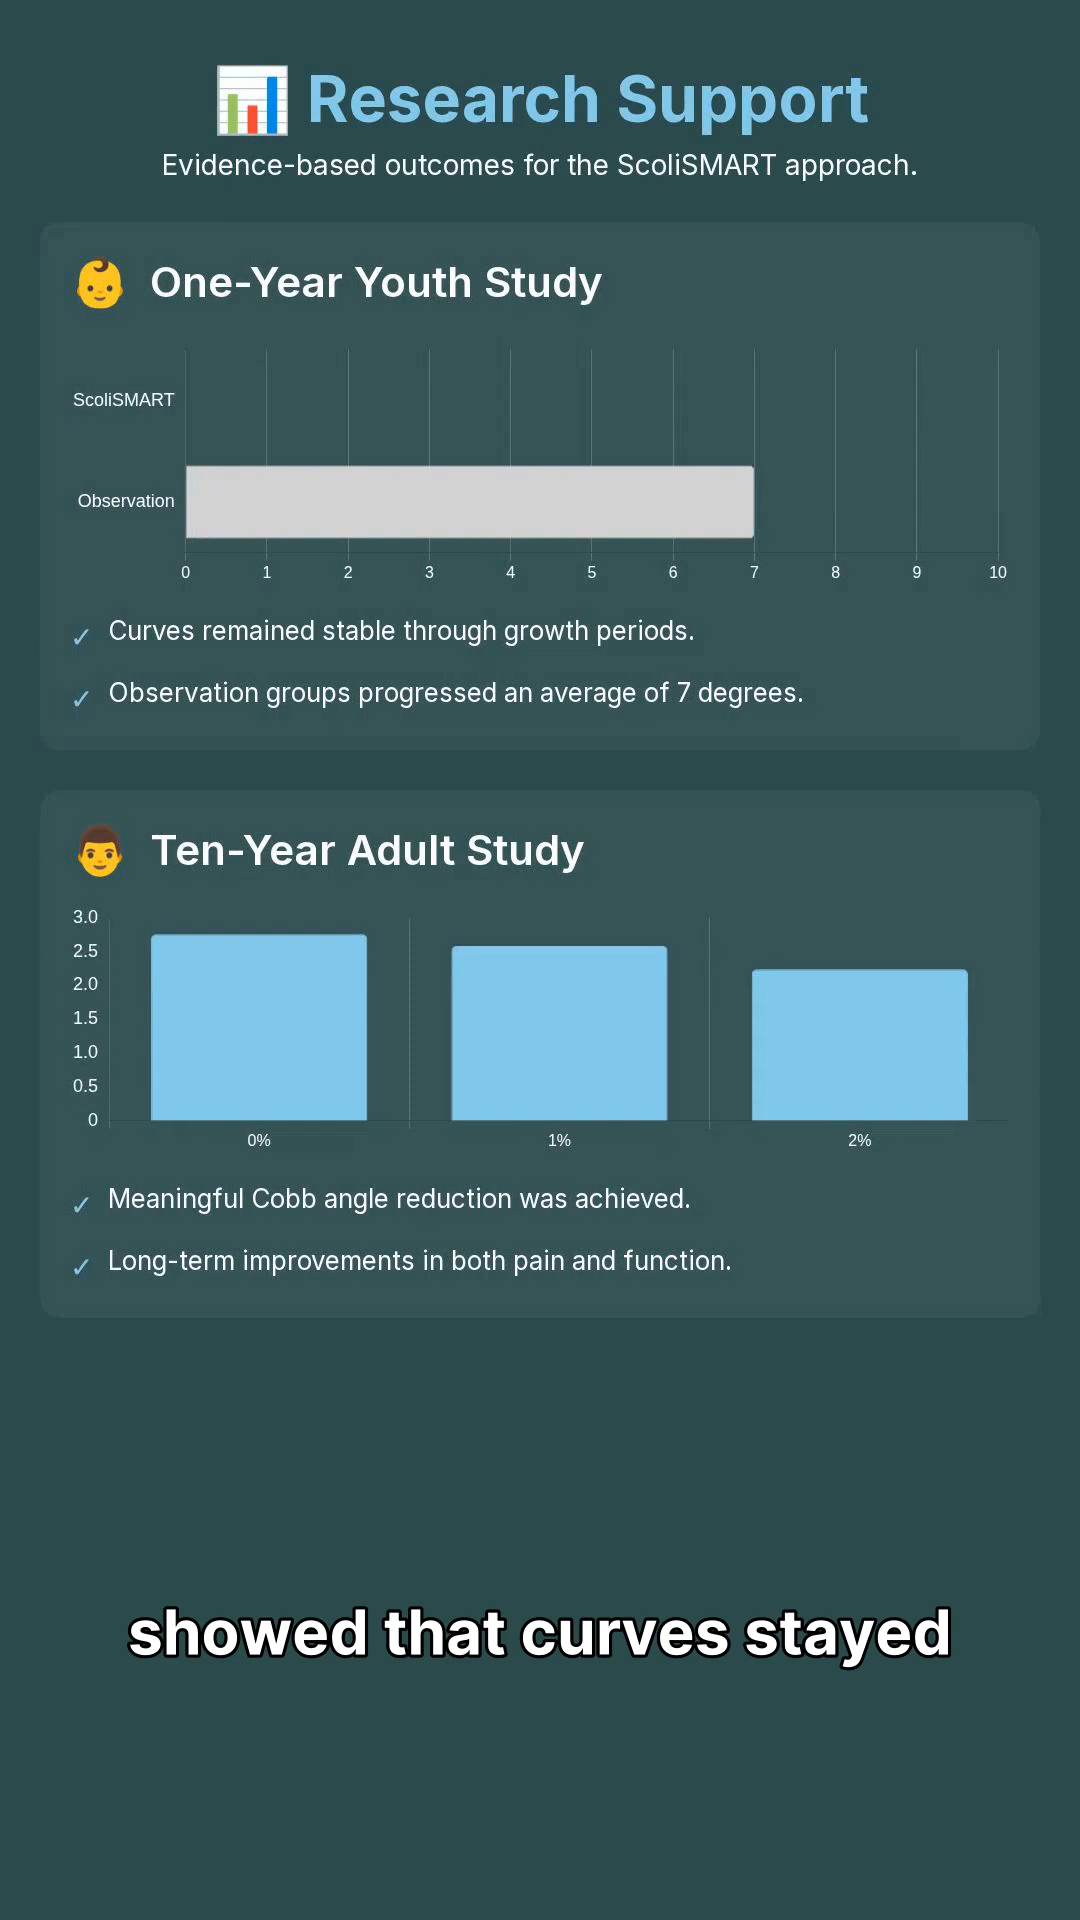 Research Support
Evidence-based outcomes for the ScoliSMART approach.
One-Year Youth Study
ScoliSMART
Observation
0 1 2 3 4 5 6 7 8 9 10
✓ Curves remained stable through growth periods.
✓ Observation groups progressed an average of 7 degrees.
Ten-Year Adult Study
3.0
2.5
2.0
1.5
1.0
0.5
0
0% 1% 2%
✓ Meaningful Cobb angle reduction was achieved.
✓ Long-term improvements in both pain and function.
showed that curves stayed